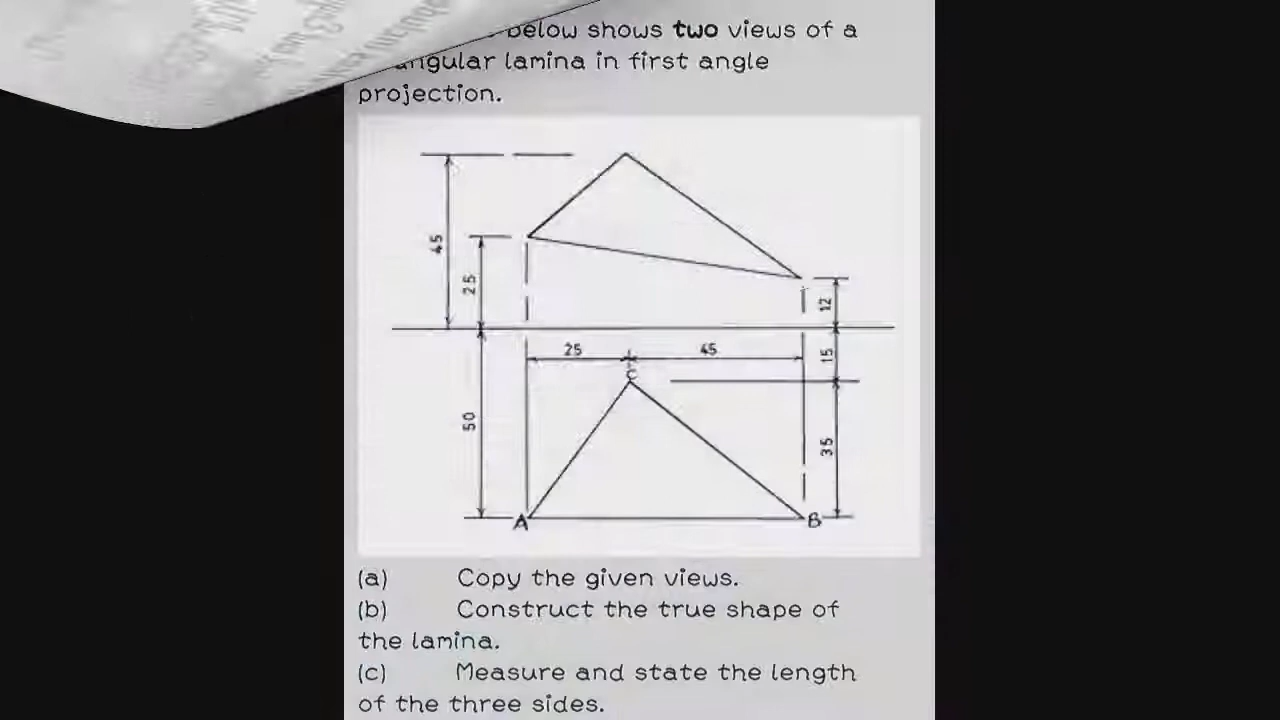 below shows two views of a
lamina in first angle
projection.
45
25
12
25
45
15
C
50
35
A
B
(a) Copy the given views.
(b) Construct the true shape of
the lamina.
(c) Measure and state the length
of the three sides.